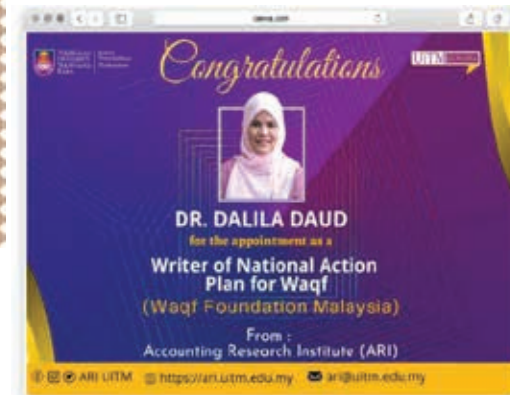 Congratulations
UiTM
DR. DALILA DAUD
for the appointment as a
Writer of National Action
Plan for Waqf
(Waqf Foundation Malaysia)
From :
Accounting Research Institute (ARI)
ARI UiTM https://ari.uitm.edu.my ari@uitm.edu.my